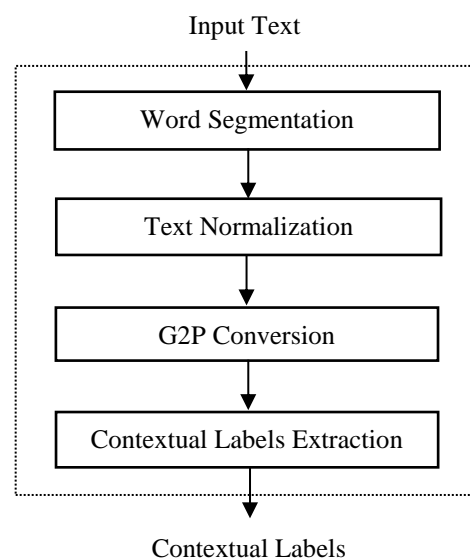 Input Text
Word Segmentation
Text Normalization
G2P Conversion
Contextual Labels Extraction
Contextual Labels